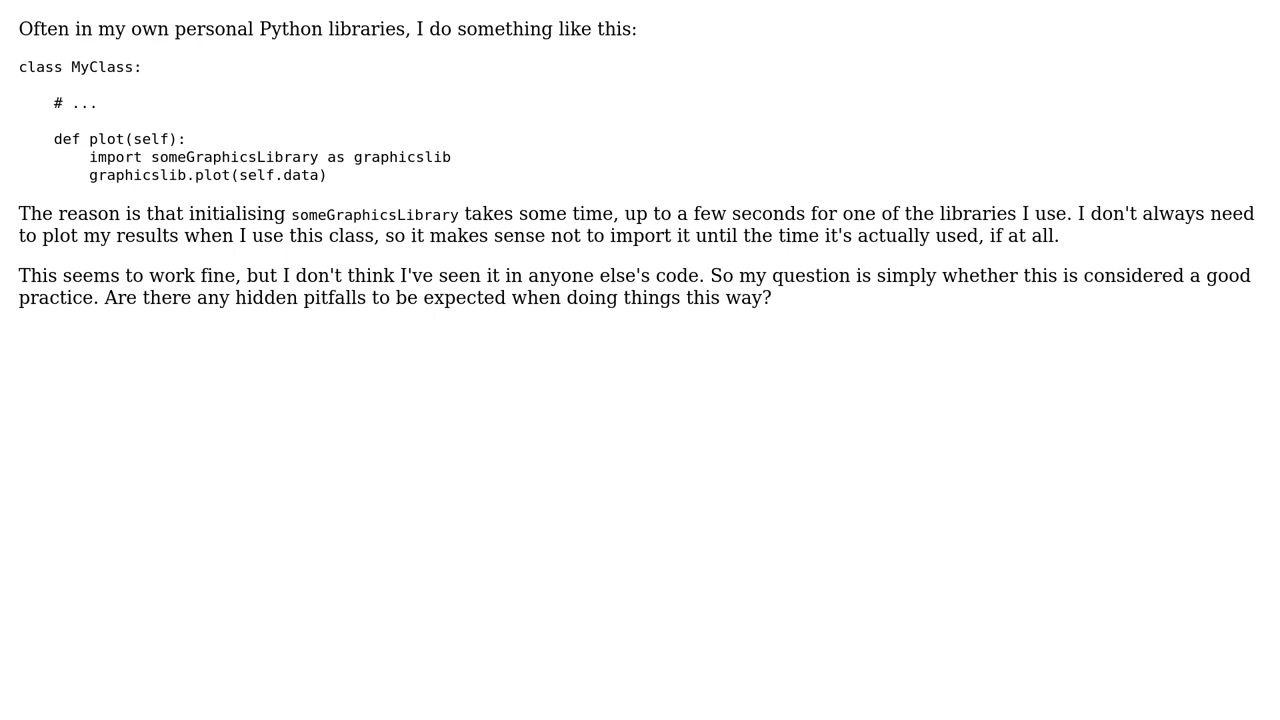 Often in my own personal Python libraries, I do something like this:
class MyClass:
    # ...
    def plot(self):
        import someGraphicsLibrary as graphicslib
        graphicslib.plot(self.data)
The reason is that initialising someGraphicsLibrary takes some time, up to a few seconds for one of the libraries I use. I don't always need
to plot my results when I use this class, so it makes sense not to import it until the time it's actually used, if at all.
This seems to work fine, but I don't think I've seen it in anyone else's code. So my question is simply whether this is considered a good
practice. Are there any hidden pitfalls to be expected when doing things this way?